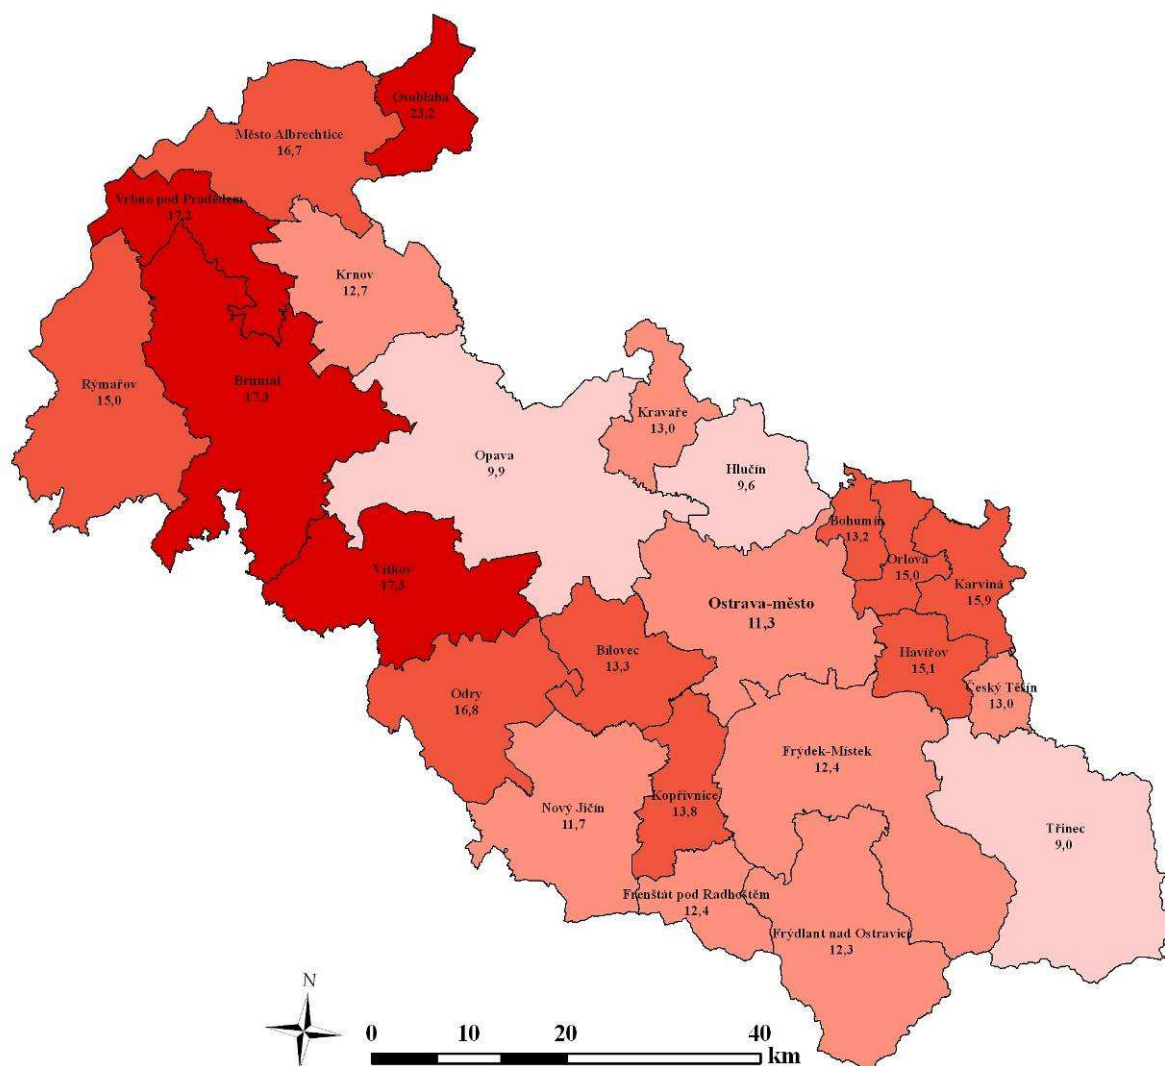 Osoblaha
23,2
Město Albrechtice
16,7
Vrbno pod Pradědem
17,2
Krnov
12,7
Rýmařov
15,0
Bruntál
17,3
Kravaře
13,0
Opava
9,9
Hlučín
9,6
Bohumín
13,2
Orlová
15,0
Karviná
15,9
Vítkov
17,3
Ostrava-město
11,3
Bílovec
13,3
Havířov
15,1
Český Těšín
13,0
Odry
16,8
Frýdek-Místek
12,4
Nový Jičín
11,7
Kopřivnice
13,8
Třinec
9,0
Frenštát pod Radhoštěm
12,4
Frýdlant nad Ostravicí
12,3
N
0 10 20 40
km